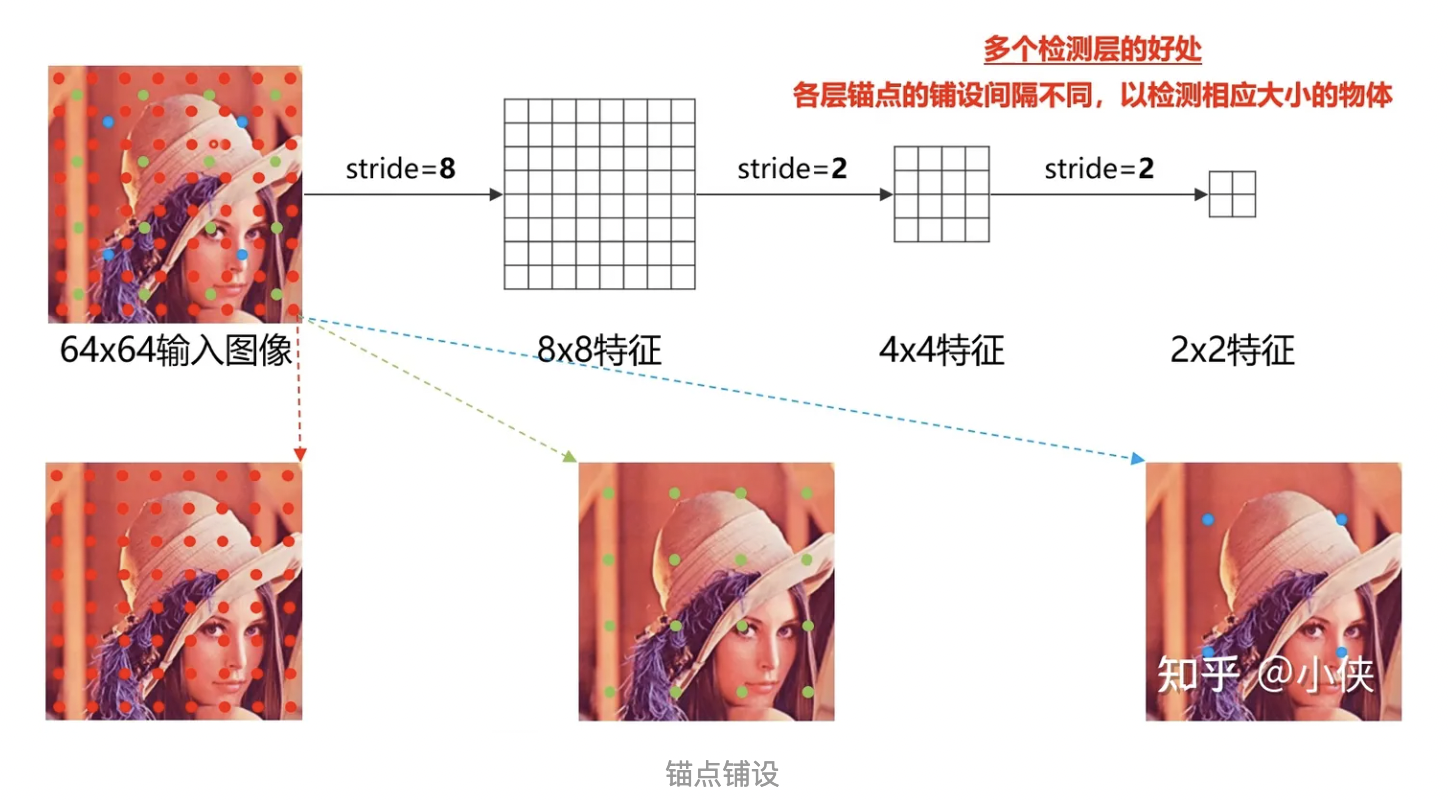 多个检测层的好处
各层锚点的铺设间隔不同，以检测相应大小的物体
stride=8
stride=2
stride=2
64x64输入图像
8x8特征
4x4特征
2x2特征
知乎 @小侠
锚点铺设